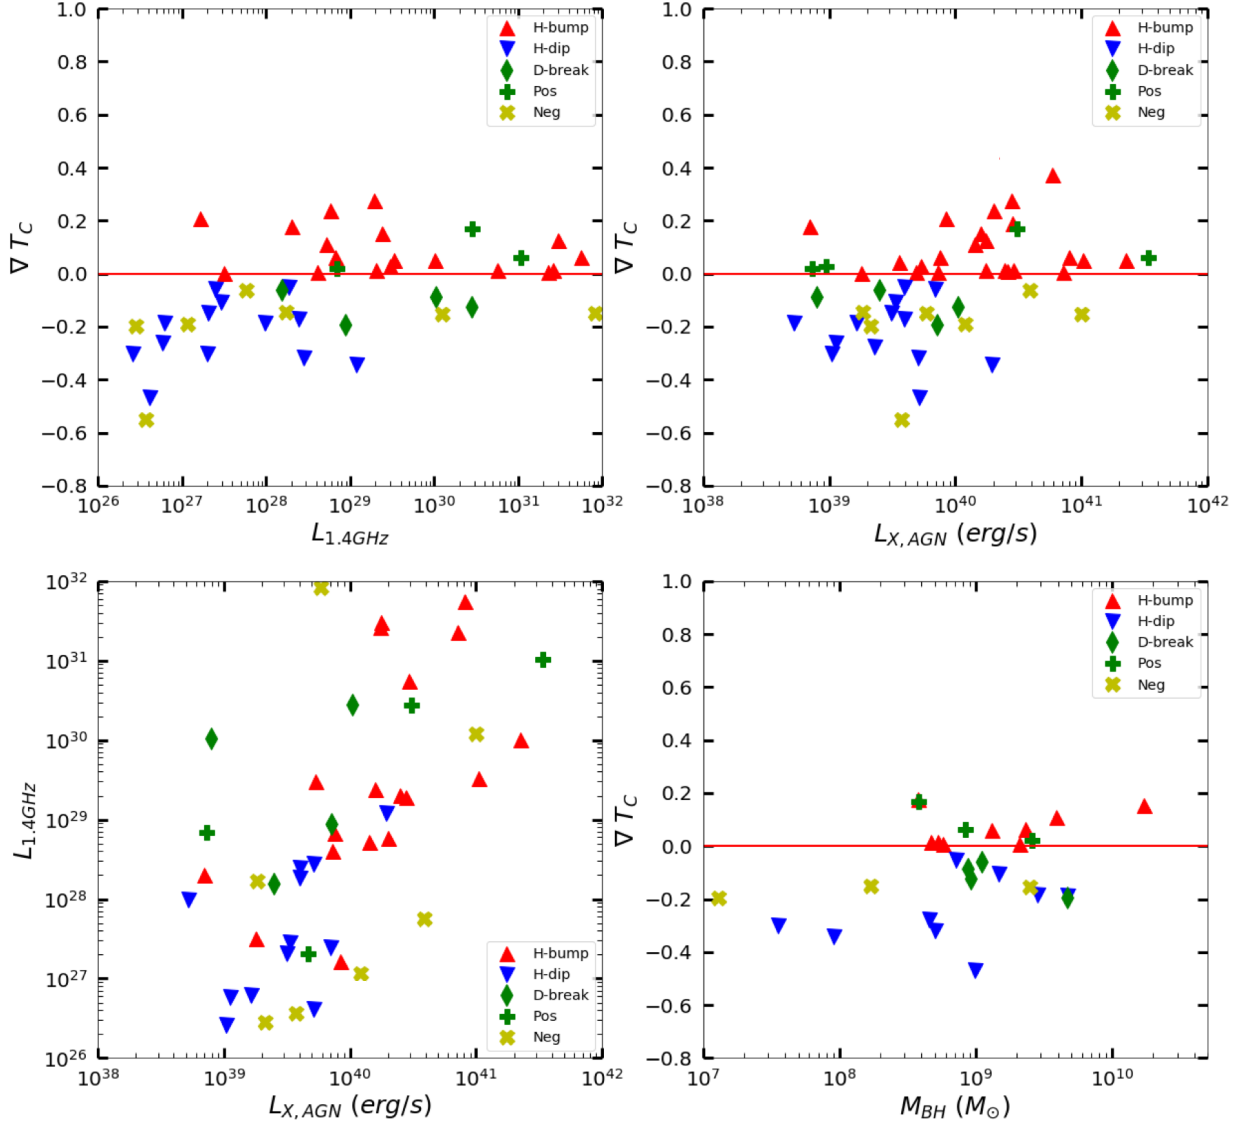 1.0
0.8
0.6
0.4
0.2
0.0
−0.2
−0.4
−0.6
−0.8
∇ T_C
H-bump
H-dip
D-break
Pos
Neg
10^26
10^27
10^28
10^29
10^30
10^31
10^32
L_1.4GHz
1.0
0.8
0.6
0.4
0.2
0.0
−0.2
−0.4
−0.6
−0.8
∇ T_C
H-bump
H-dip
D-break
Pos
Neg
10^38
10^39
10^40
10^41
10^42
L_X, AGN (erg/s)
10^32
10^31
10^30
10^29
10^28
10^27
10^26
L_1.4GHz
H-bump
H-dip
D-break
Pos
Neg
10^38
10^39
10^40
10^41
10^42
L_X, AGN (erg/s)
1.0
0.8
0.6
0.4
0.2
0.0
−0.2
−0.4
−0.6
−0.8
∇ T_C
H-bump
H-dip
D-break
Pos
Neg
10^7
10^8
10^9
10^10
M_BH (M_⊙)